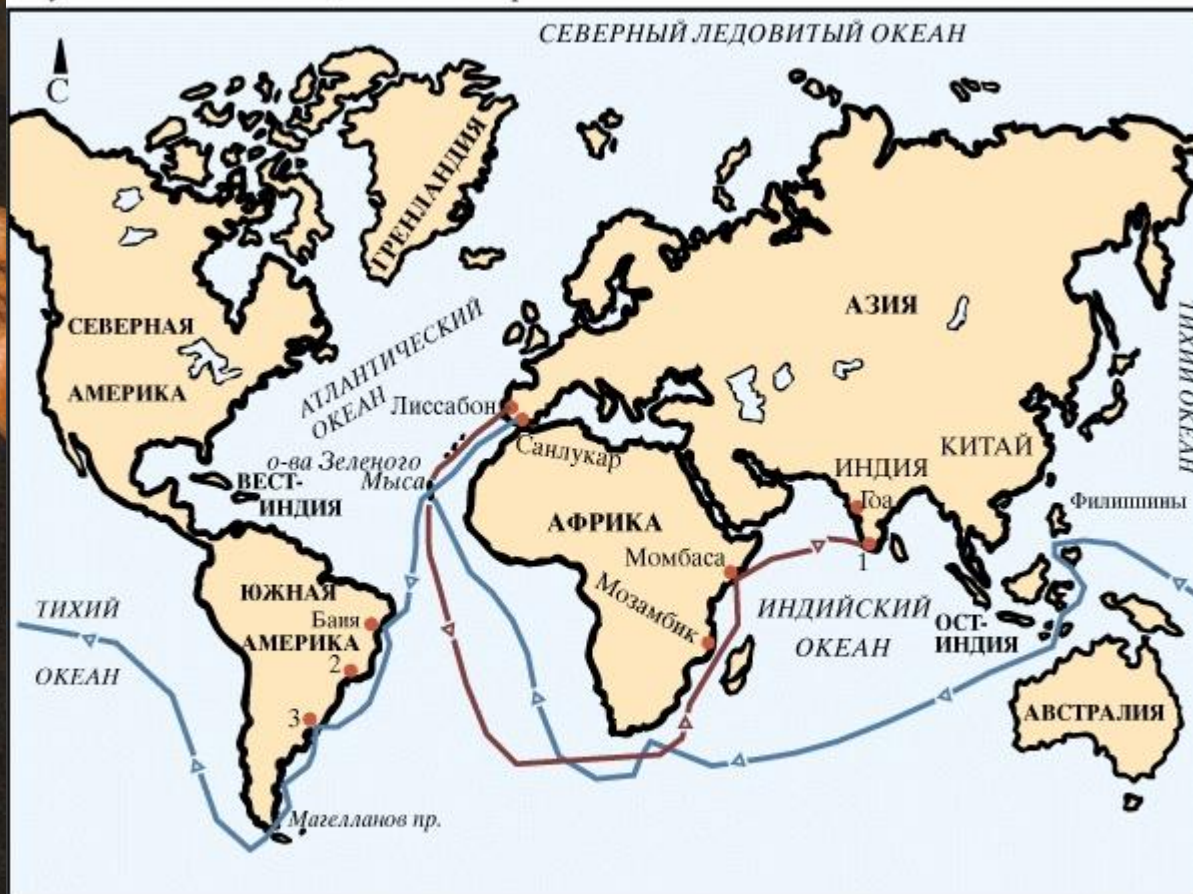 СЕВЕРНЫЙ ЛЕДОВИТЫЙ ОКЕАН
С
ГРЕНЛАНДИЯ
СЕВЕРНАЯ
АМЕРИКА
АТЛАНТИЧЕСКИЙ
ОКЕАН
АЗИЯ
ТИХИЙ ОКЕАН
Лиссабон
Санлукар
о-ва Зеленого
Мыса
ВЕСТ-
ИНДИЯ
КИТАЙ
ИНДИЯ
Гоа
Филиппины
АФРИКА
Момбаса
1
Мозамбик
ЮЖНАЯ
АМЕРИКА
Баия
2
3
ТИХИЙ
ОКЕАН
ИНДИЙСКИЙ
ОКЕАН
ОСТ-
ИНДИЯ
АВСТРАЛИЯ
Магелланов пр.